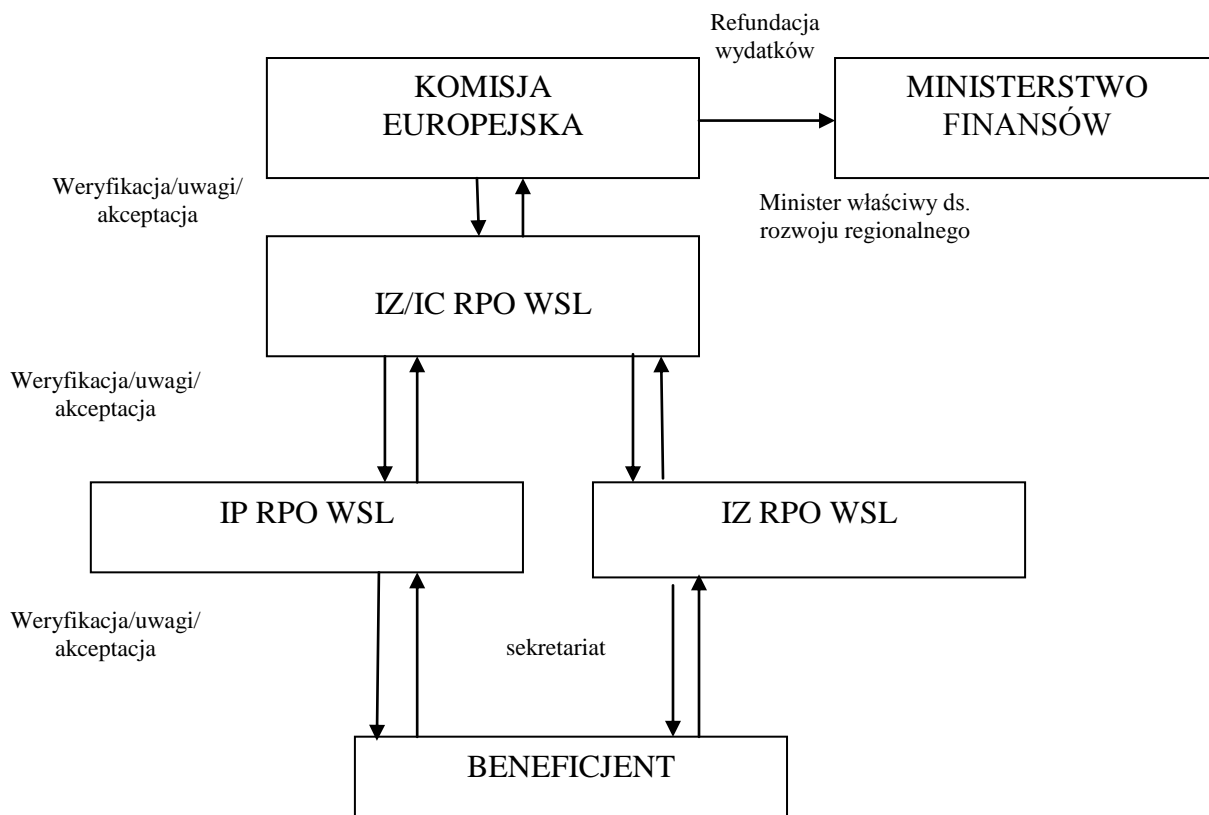 Refundacja
wydatków
KOMISJA
EUROPEJSKA
MINISTERSTWO
FINANSÓW
Weryfikacja/uwagi/
akceptacja
Minister właściwy ds.
rozwoju regionalnego
IZ/IC RPO WSL
Weryfikacja/uwagi/
akceptacja
IP RPO WSL
IZ RPO WSL
Weryfikacja/uwagi/
akceptacja
sekretariat
BENEFICJENT